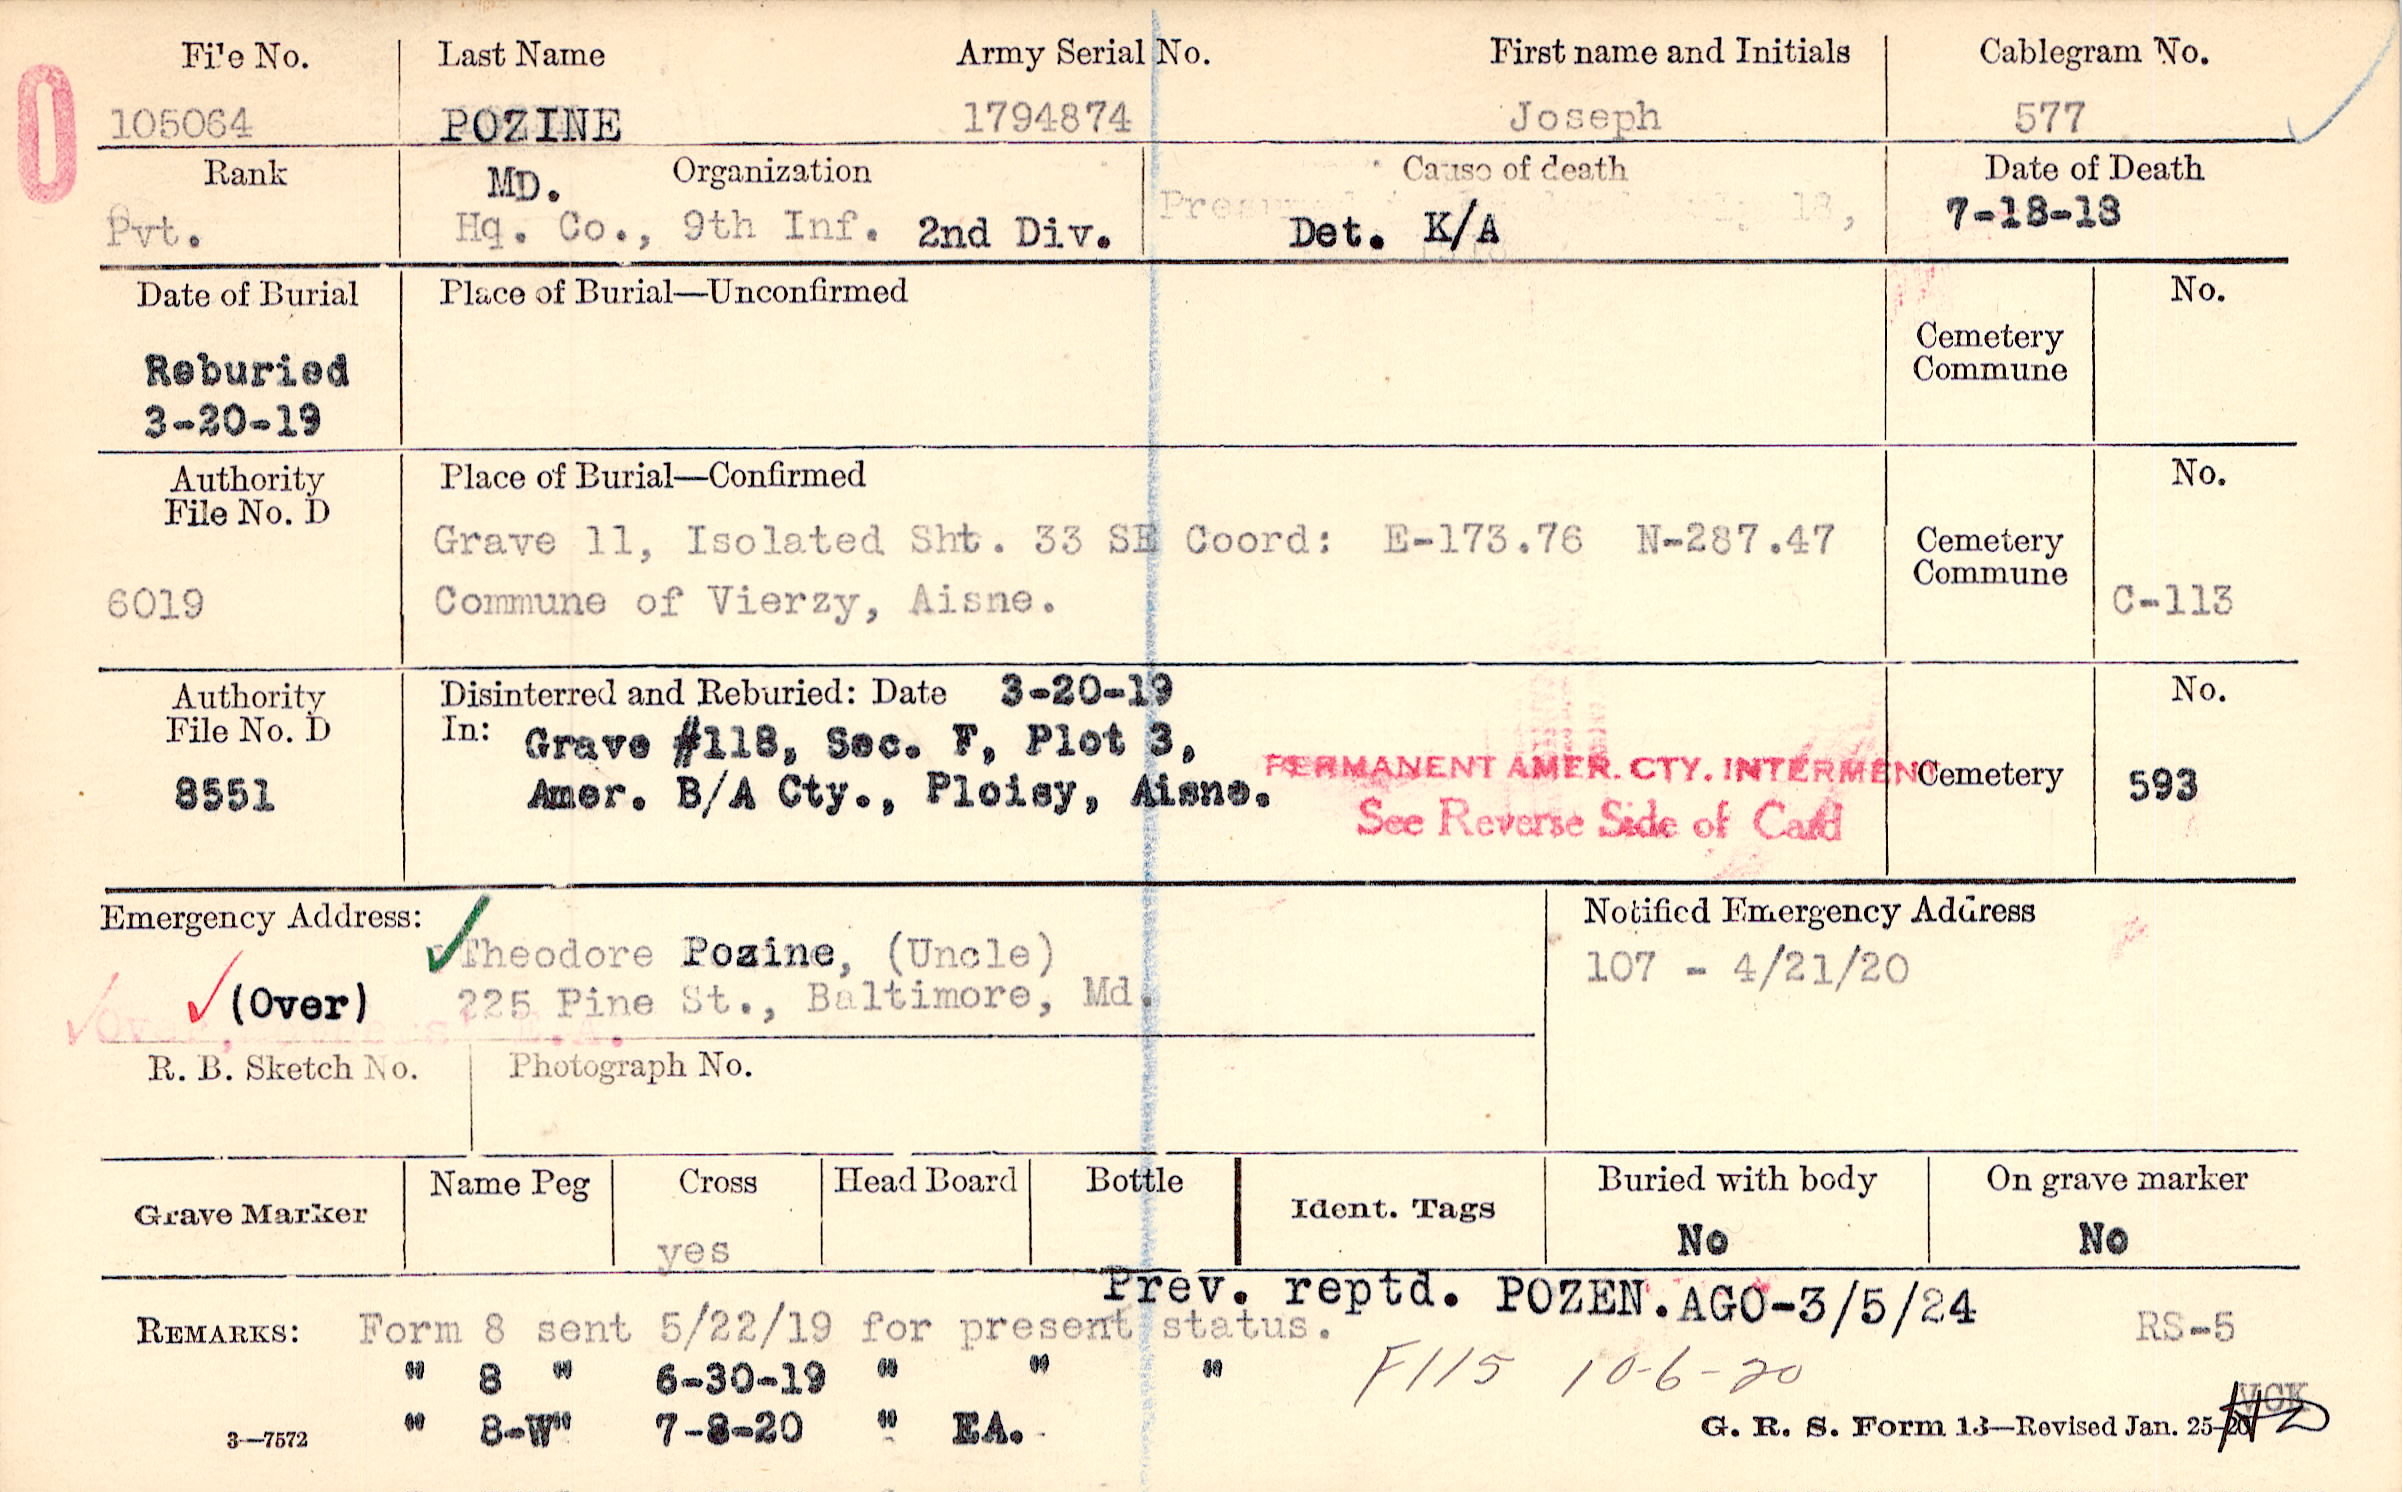 File No. Last Name Army Serial No. First name and Initials Cablegram No.
105064 POZINE 1794874 Joseph 577
Rank MD. Organization Cause of death Date of Death
Pvt. Hq. Co., 9th Inf. 2nd Div. Det. K/A 7-18-18
Date of Burial Place of Burial—Unconfirmed No.
Cemetery
Commune
Reburied
3-20-19
Authority Place of Burial—Confirmed No.
File No. D
Grave 11, Isolated Sht. 33 SE Coord: E-173.76 N-287.47 Cemetery
Commune
6019 Commune of Vierzy, Aisne. C-113
Authority Disinterred and Reburied: Date 3-20-19 No.
File No. D In: Grave #118, Sec. F, Plot 3,
PERMANENT AMER. CTY. INTERMENT Cemetery 593
8551 Amer. B/A Cty., Ploisy, Aisne.
See Reverse Side of Card
Emergency Address: Notified Emergency Address
Theodore Pozine, (Uncle) 107 - 4/21/20
(Over) 225 Pine St., Baltimore, Md.
R. B. Sketch No. Photograph No.
Grave Marker Name Peg Cross Head Board Bottle Ident. Tags Buried with body On grave marker
yes No No
Prev. reptd. POZEN. AGO-3/5/24
REMARKS: Form 8 sent 5/22/19 for present status. RS-5
" 8 " 6-30-19 " " " F115 10-6-20
" 8-W" 7-8-20 " EA.
3—7572 G. R. S. Form 13—Revised Jan. 25-20